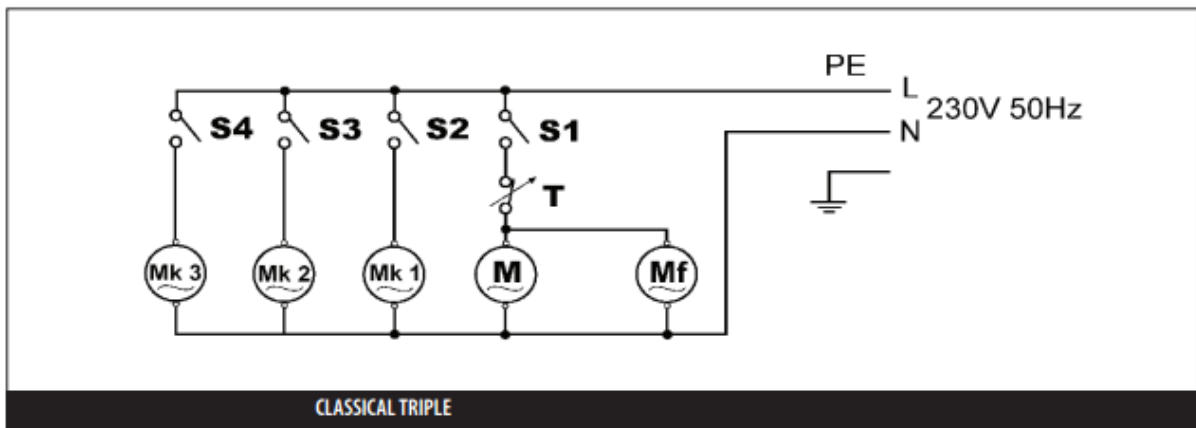 PE
L
230V 50Hz
N
S4 S3 S2 S1
T
Mk 3 Mk 2 Mk 1 M Mf
CLASSICAL TRIPLE